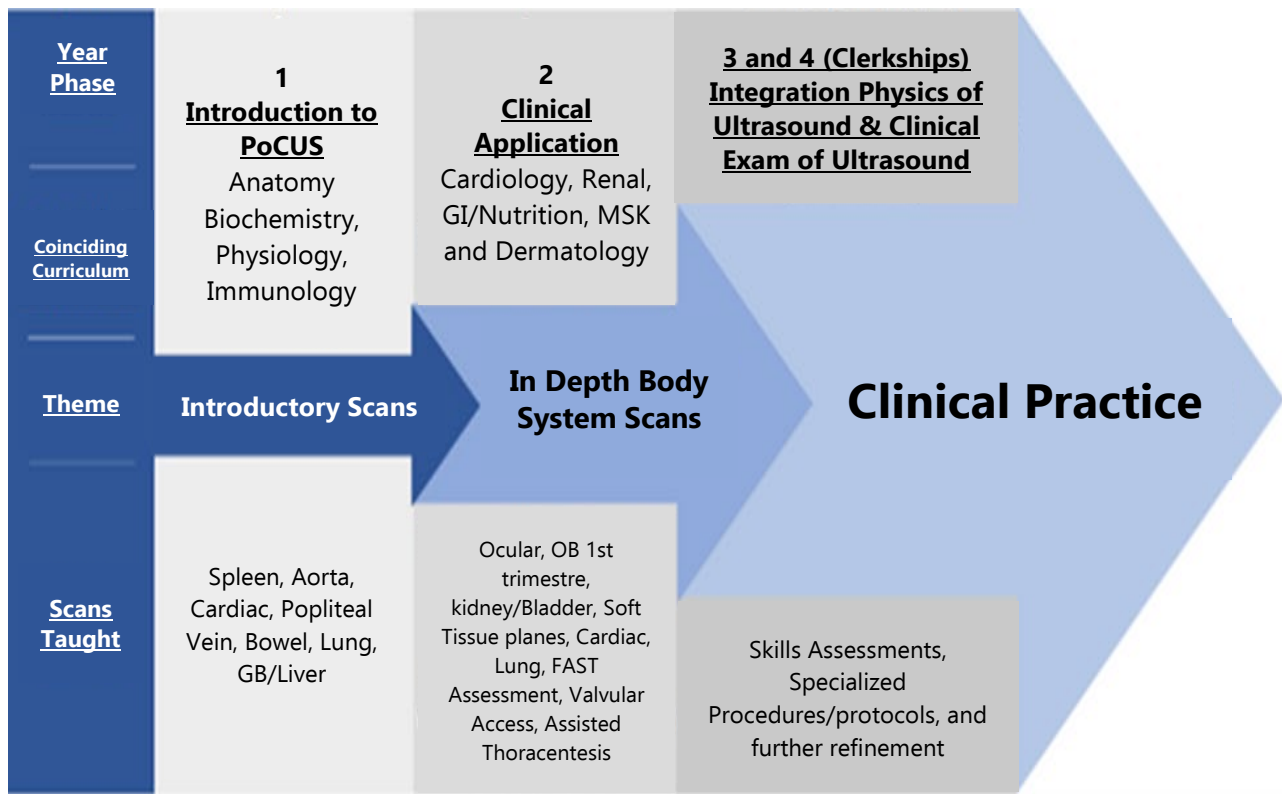 Year
Phase
1
Introduction to
PoCUS
Anatomy
Biochemistry,
Physiology,
Immunology
2
Clinical
Application
Cardiology, Renal,
GI/Nutrition, MSK
and Dermatology
3 and 4 (Clerkships)
Integration Physics of
Ultrasound & Clinical
Exam of Ultrasound
Coinciding
Curriculum
Theme
Introductory Scans
In Depth Body
System Scans
Clinical Practice
Scans
Taught
Spleen, Aorta,
Cardiac, Popliteal
Vein, Bowel, Lung,
GB/Liver
Ocular, OB 1st
trimestre,
kidney/Bladder, Soft
Tissue planes, Cardiac,
Lung, FAST
Assessment, Valvular
Access, Assisted
Thoracentesis
Skills Assessments,
Specialized
Procedures/protocols, and
further refinement